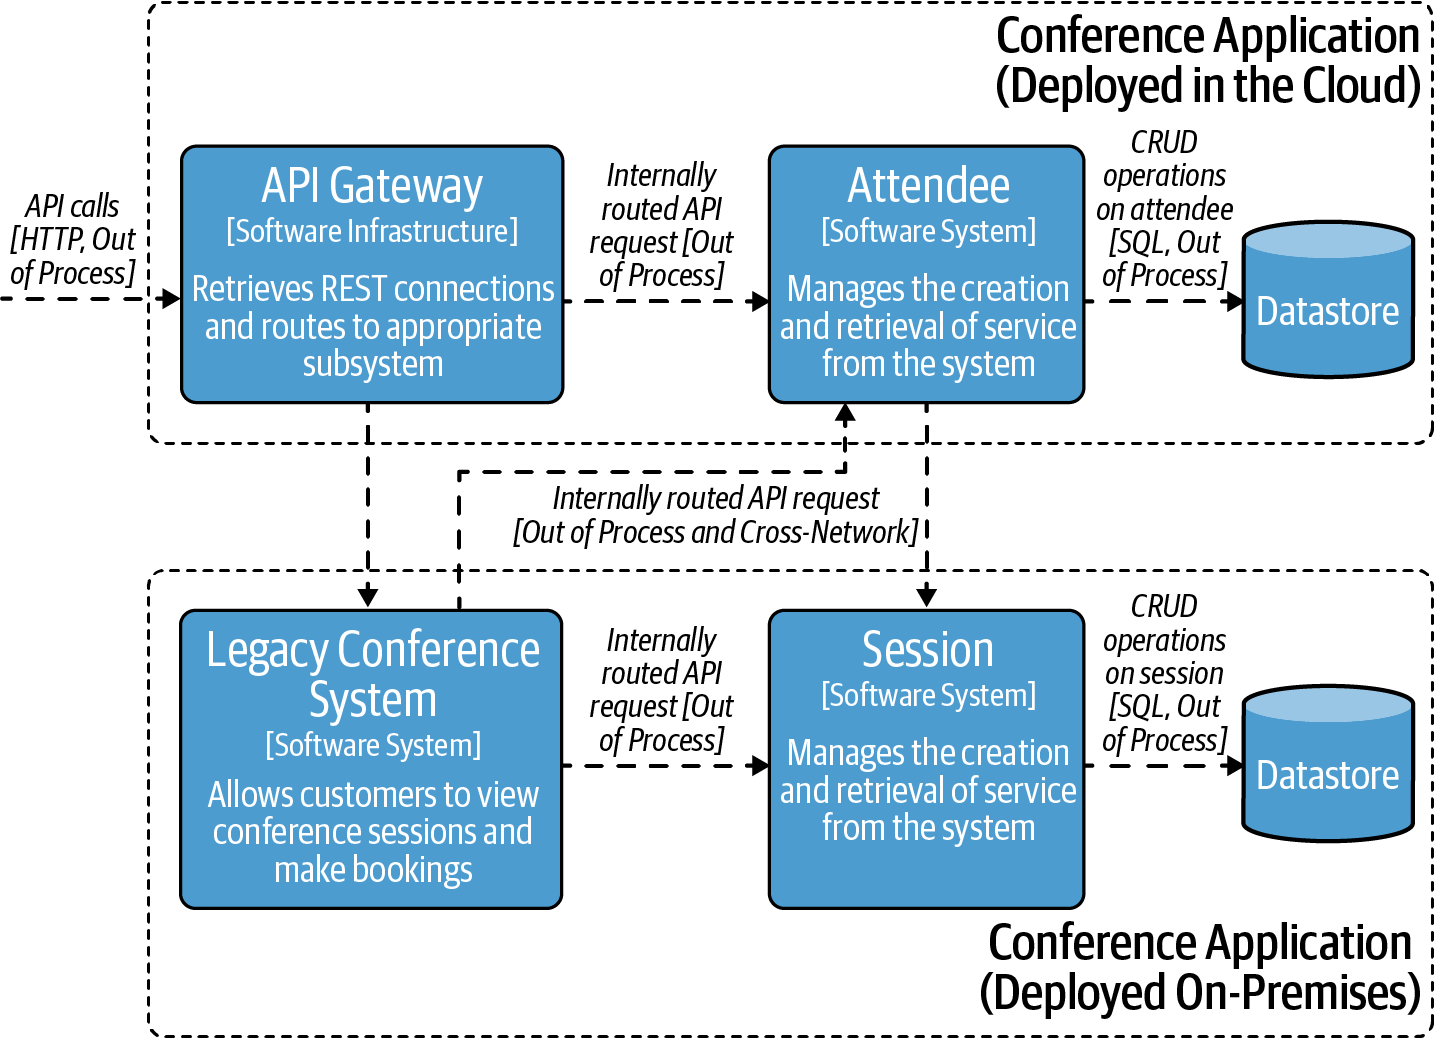 Conference Application
(Deployed in the Cloud)
API calls
[HTTP, Out
of Process]
API Gateway
[Software Infrastructure]
Retrieves REST connections
and routes to appropriate
subsystem
Internally
routed API
request [Out
of Process]
Attendee
[Software System]
Manages the creation
and retrieval of service
from the system
CRUD
operations
on attendee
[SQL, Out
of Process]
Datastore
Internally routed API request
[Out of Process and Cross-Network]
Legacy Conference
System
[Software System]
Allows customers to view
conference sessions and
make bookings
Internally
routed API
request [Out
of Process]
Session
[Software System]
Manages the creation
and retrieval of service
from the system
CRUD
operations
on session
[SQL, Out
of Process]
Datastore
Conference Application
(Deployed On-Premises)